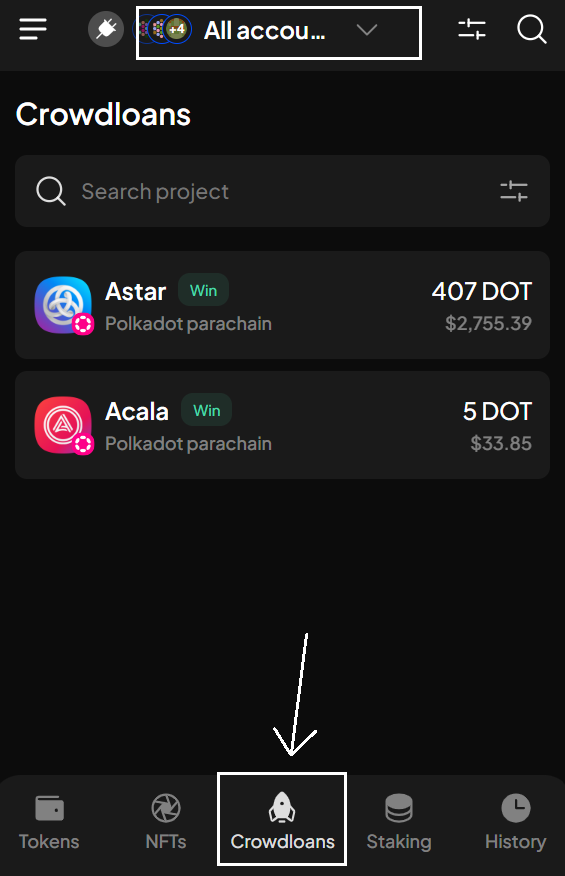 +4 All accou...
Crowdloans
Search project
Astar Win 407 DOT
Polkadot parachain $2,755.39
Acala Win 5 DOT
Polkadot parachain $33.85
Tokens NFTs Crowdloans Staking History